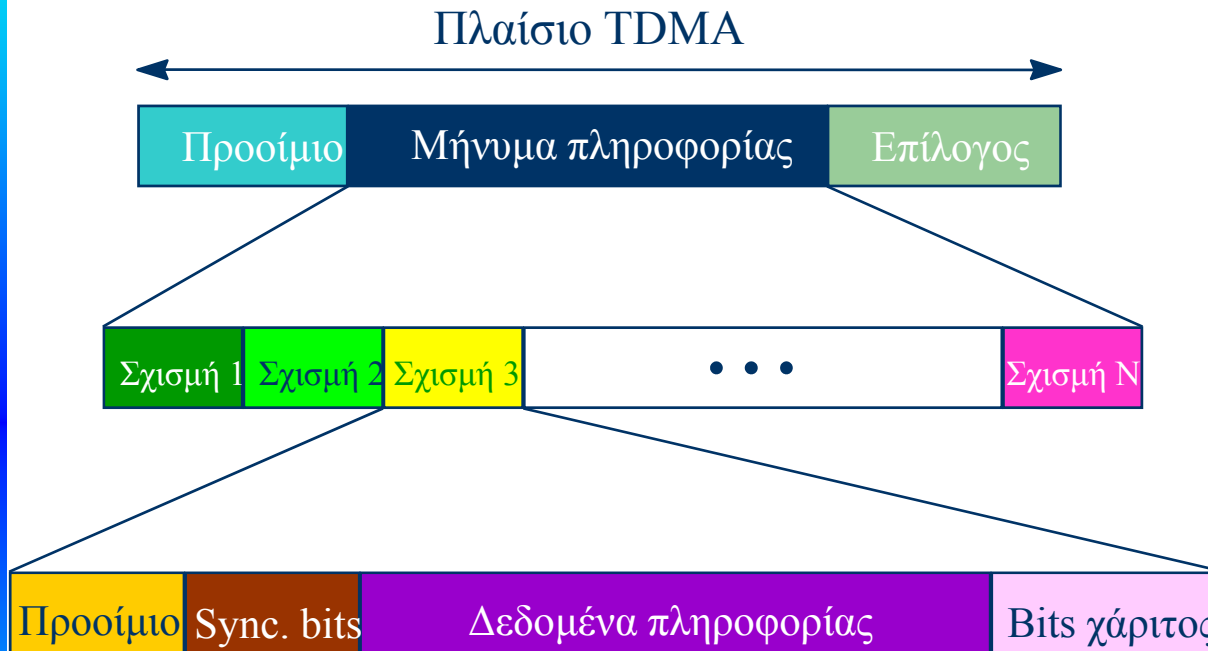 Πλαίσιο TDMA
Προοίμιο Μήνυμα πληροφορίας Επίλογος
Σχισμή 1 Σχισμή 2 Σχισμή 3 • • • Σχισμή N
Προοίμιο Sync. bits Δεδομένα πληροφορίας Bits χάριτος